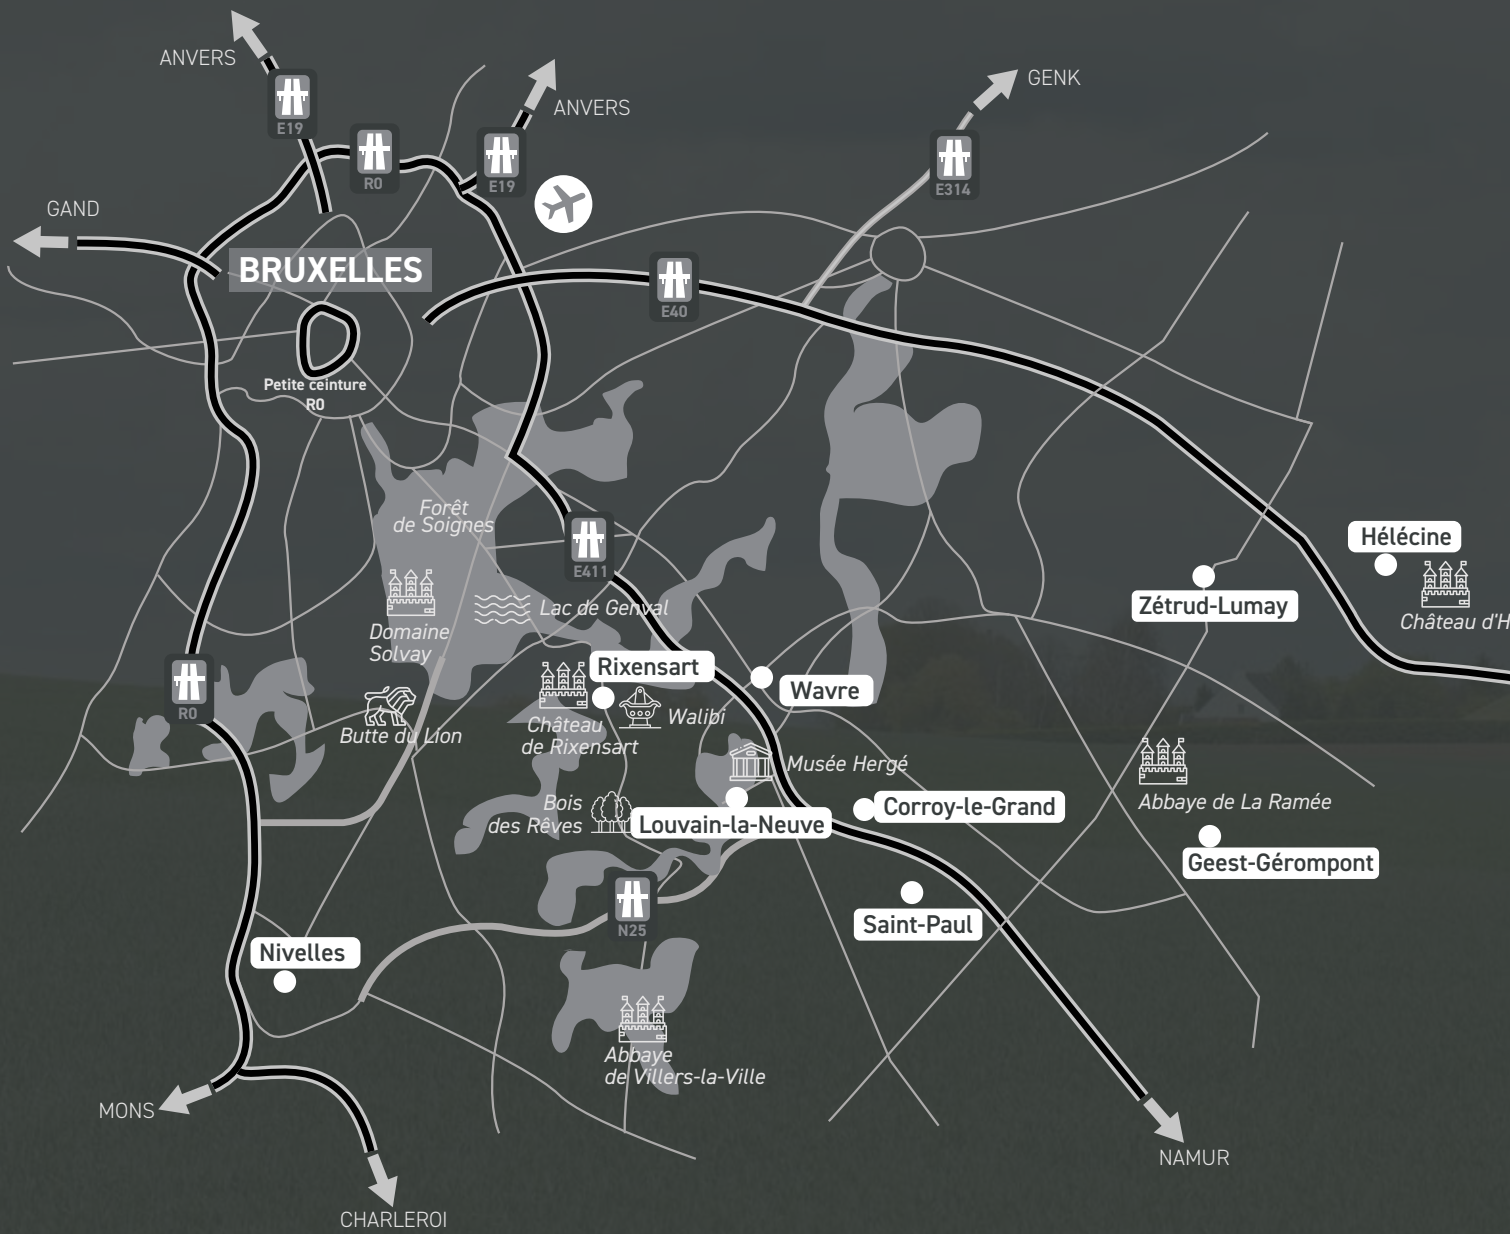 ANVERS
E19
R0
E19
ANVERS
GENK
E314
GAND
BRUXELLES
E40
Petite ceinture
R0
Forêt
de Soignes
E411
Hélécine
Zétrud-Lumay
Château d'H
Lac de Genval
Domaine
Solvay
Rixensart
Wavre
R0
Butte du Lion
Château
de Rixensart
Walibi
Musée Hergé
Abbaye de La Ramée
Bois
des Rêves
Louvain-la-Neuve
Corroy-le-Grand
Geest-Gérompont
N25
Saint-Paul
Nivelles
Abbaye
de Villers-la-Ville
MONS
NAMUR
CHARLEROI